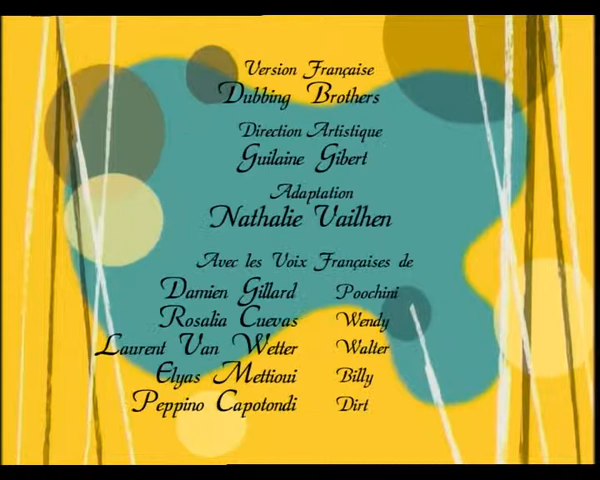 Version Française
Dubbing Brothers
Direction Artistique
Guilaine Gibert
Adaptation
Nathalie Vailhen
Avec les Voix Françaises de
Damien Gillard Poochini
Rosalia Cuevas Wendy
Laurent Van Wetter Walter
Elyas Mettioui Billy
Peppino Capotondi Dirt